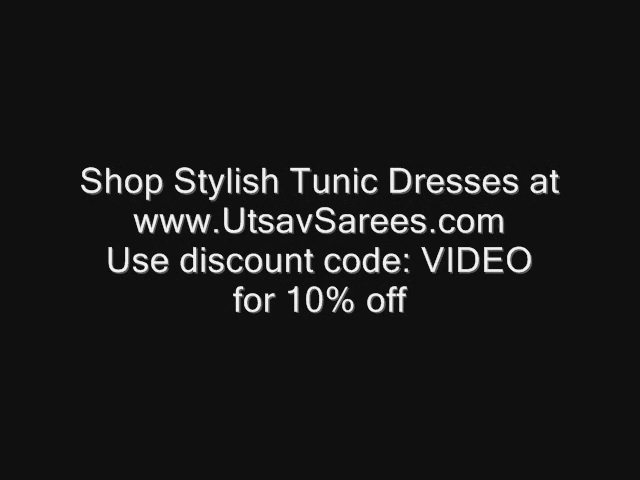 Shop Stylish Tunic Dresses at
www.UtsavSarees.com
Use discount code: VIDEO
for 10% off